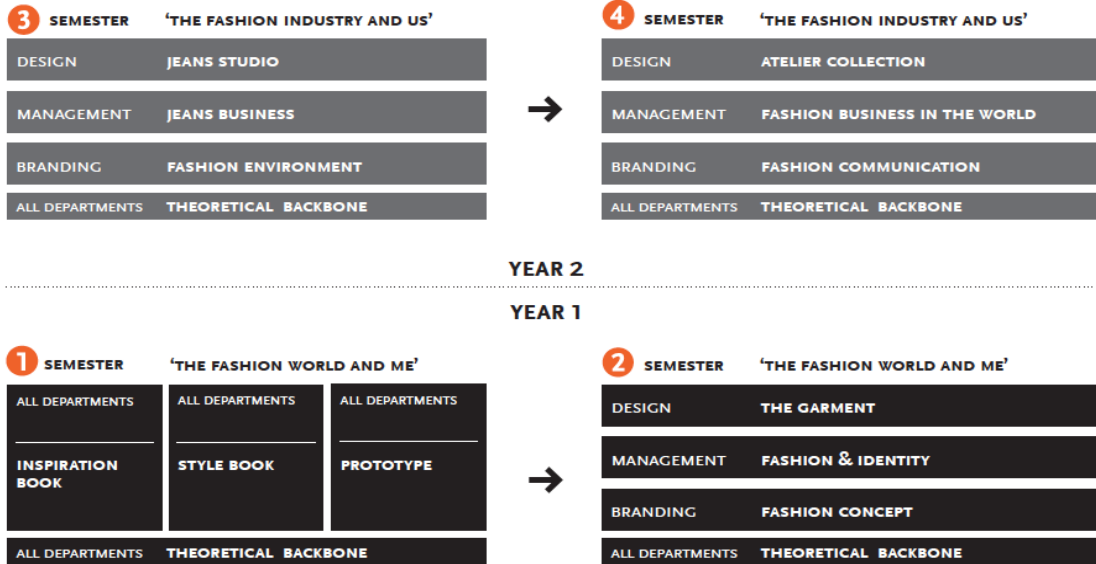 3 SEMESTER ‘THE FASHION INDUSTRY AND US’
DESIGN JEANS STUDIO
MANAGEMENT JEANS BUSINESS
BRANDING FASHION ENVIRONMENT
ALL DEPARTMENTS THEORETICAL BACKBONE
4 SEMESTER ‘THE FASHION INDUSTRY AND US’
DESIGN ATELIER COLLECTION
MANAGEMENT FASHION BUSINESS IN THE WORLD
BRANDING FASHION COMMUNICATION
ALL DEPARTMENTS THEORETICAL BACKBONE
YEAR 2
YEAR 1
1 SEMESTER ‘THE FASHION WORLD AND ME’
ALL DEPARTMENTS
INSPIRATION
BOOK
ALL DEPARTMENTS
STYLE BOOK
ALL DEPARTMENTS
PROTOTYPE
ALL DEPARTMENTS THEORETICAL BACKBONE
2 SEMESTER ‘THE FASHION WORLD AND ME’
DESIGN THE GARMENT
MANAGEMENT FASHION & IDENTITY
BRANDING FASHION CONCEPT
ALL DEPARTMENTS THEORETICAL BACKBONE